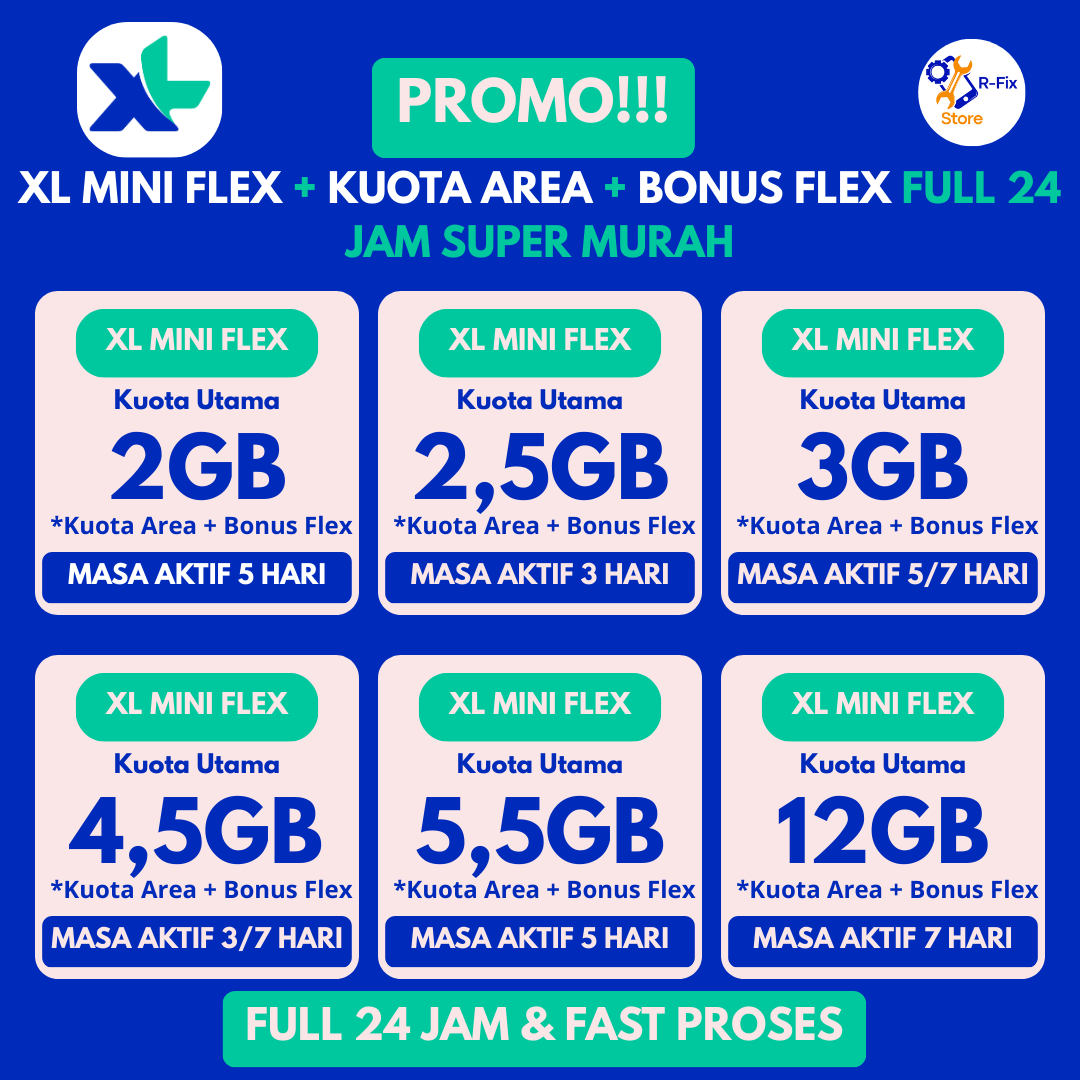 XL
PROMO!!!
R-Fix
Store
XL MINI FLEX + KUOTA AREA + BONUS FLEX FULL 24
JAM SUPER MURAH
XL MINI FLEX
Kuota Utama
2GB
*Kuota Area + Bonus Flex
MASA AKTIF 5 HARI
XL MINI FLEX
Kuota Utama
2,5GB
*Kuota Area + Bonus Flex
MASA AKTIF 3 HARI
XL MINI FLEX
Kuota Utama
3GB
*Kuota Area + Bonus Flex
MASA AKTIF 5/7 HARI
XL MINI FLEX
Kuota Utama
4,5GB
*Kuota Area + Bonus Flex
MASA AKTIF 3/7 HARI
XL MINI FLEX
Kuota Utama
5,5GB
*Kuota Area + Bonus Flex
MASA AKTIF 5 HARI
XL MINI FLEX
Kuota Utama
12GB
*Kuota Area + Bonus Flex
MASA AKTIF 7 HARI
FULL 24 JAM & FAST PROSES